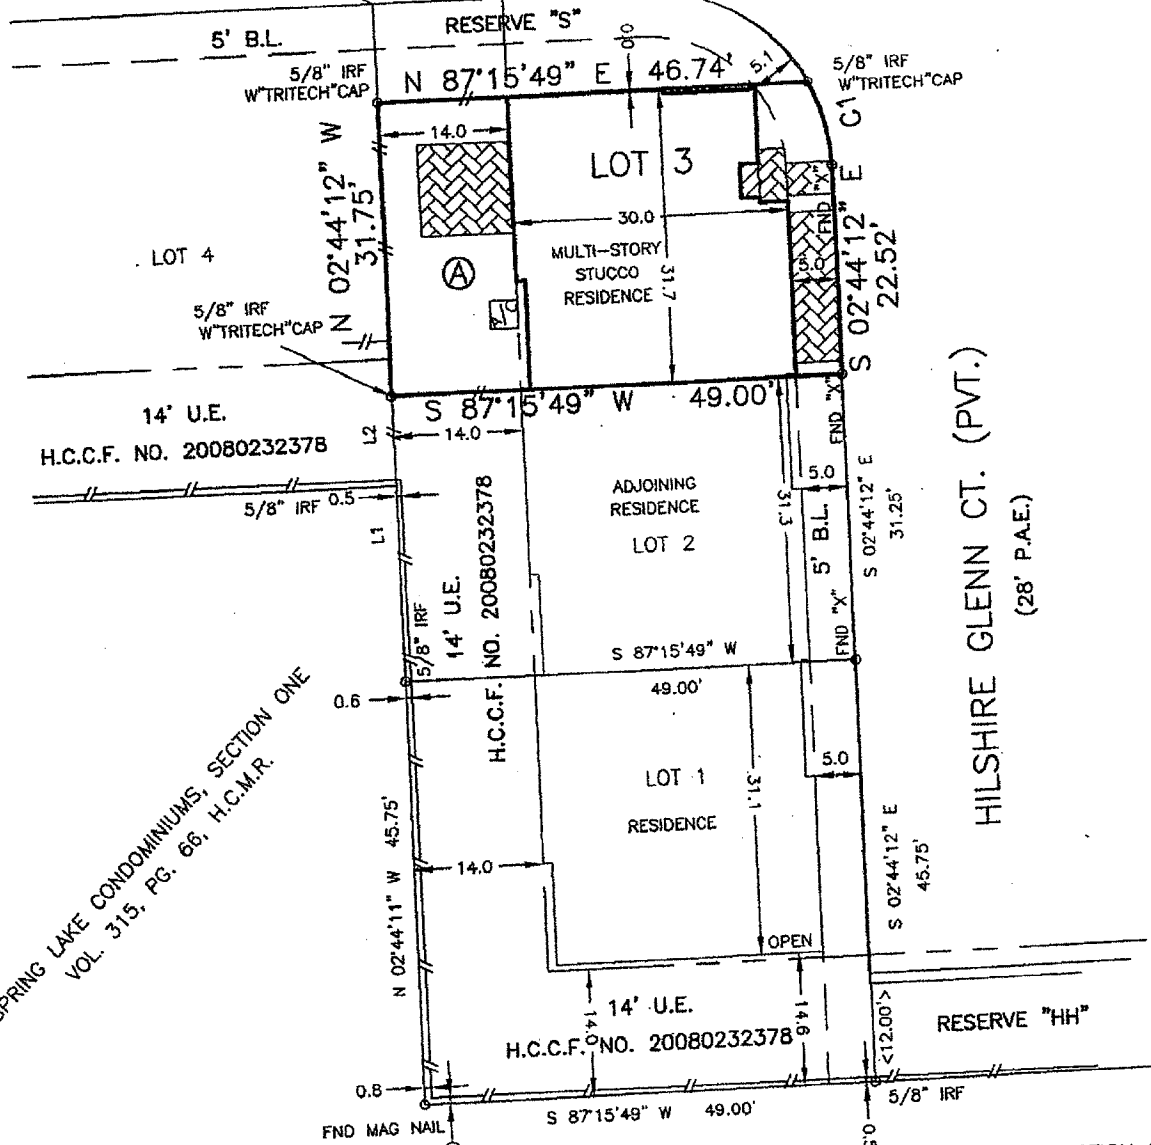 RESERVE "S"
5' B.L.
0.0
5/8" IRF
W"TRITECH"CAP
N 87°15'49" E 46.74'
5.1
5/8" IRF
W"TRITECH"CAP
C1
14.0
LOT 3
N 02°44'12" W
31.75'
30.0
FND "X"
LOT 4
MULTI-STORY
STUCCO
RESIDENCE
31.7
5.0
S 02°44'12" E
22.52'
A
5/8" IRF
W"TRITECH"CAP
S 87°15'49" W 49.00'
14' U.E.
H.C.C.F. NO. 20080232378
L2
14.0
FND "X"
5/8" IRF 0.5
L1
ADJOINING
RESIDENCE
LOT 2
31.3
5.0
5' B.L.
S 02°44'12" E
31.25'
HILSHIRE GLENN CT. (PVT.)
(28' P.A.E.)
5/8" IRF
14' U.E.
H.C.C.F. NO. 20080232378
FND "X"
S 87°15'49" W
49.00'
0.6
SPRING LAKE CONDOMINIUMS, SECTION ONE
VOL. 315, PG. 66, H.C.M.R.
LOT 1
RESIDENCE
31.1
5.0
N 02°44'11" W 45.75'
14.0
S 02°44'12" E
45.75'
OPEN
14' U.E.
14.0
14.6
H.C.C.F. NO. 20080232378
<12.00'>
RESERVE "HH"
0.8
5/8" IRF
FND MAG NAIL
S 87°15'49" W 49.00'